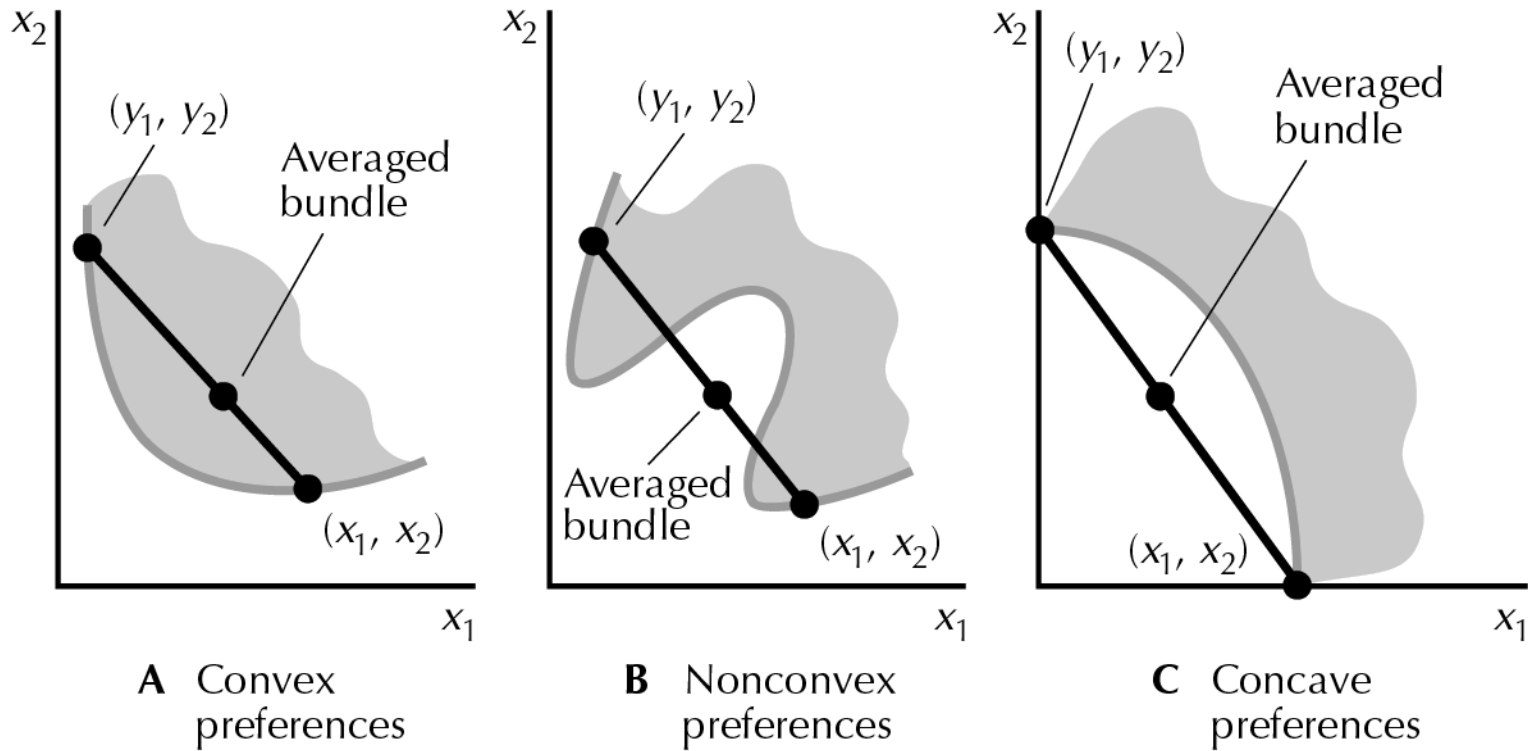 x2
(y1, y2)
Averaged
bundle
(x1, x2)
x1
A Convex
preferences
x2
(y1, y2)
Averaged
bundle
(x1, x2)
x1
B Nonconvex
preferences
x2
(y1, y2)
Averaged
bundle
(x1, x2)
x1
C Concave
preferences